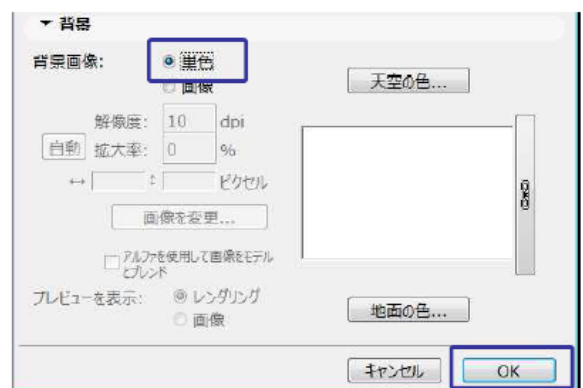 ▼ 背景
背景画像: 単色
画像
天空の色...
解像度: 10 dpi
自動 拡大率: 0 %
↔ ↕ ピクセル
画像を変更...
アルファを使用して画像をモデル
とブレンド
プレビューを表示: レンダリング
画像
地面の色...
キャンセル OK